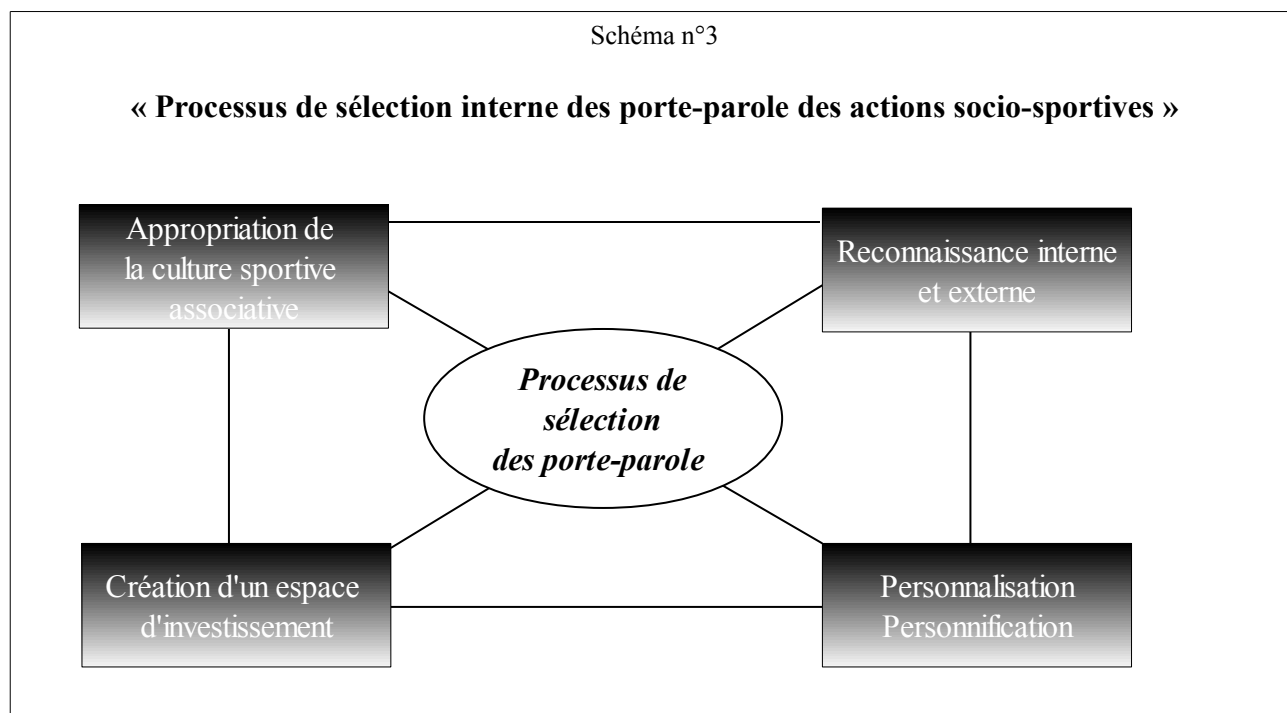 Schéma n°3
« Processus de sélection interne des porte-parole des actions socio-sportives »
Appropriation de
la culture sportive
associative
Reconnaissance interne
et externe
Processus de
sélection
des porte-parole
Création d'un espace
d'investissement
Personnalisation
Personnification